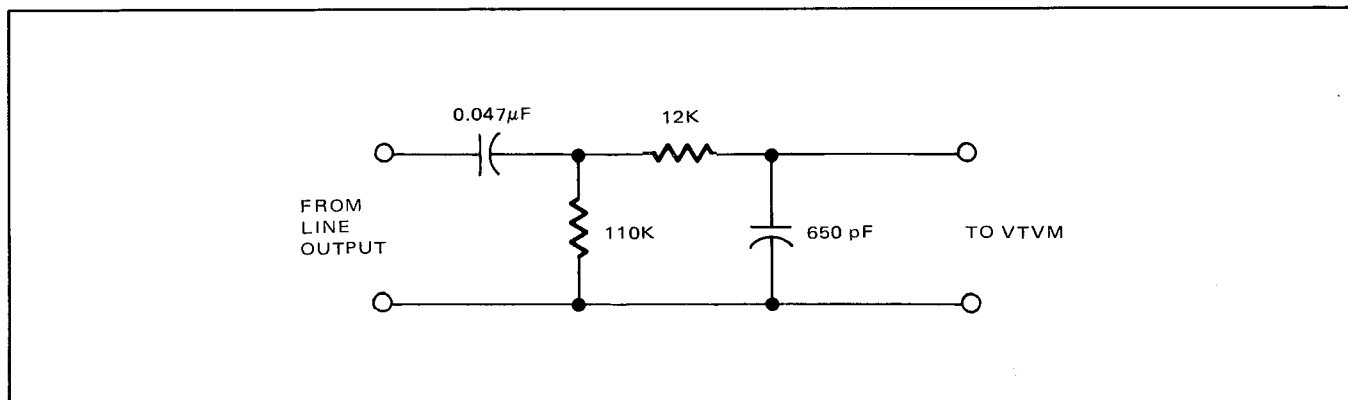 0.047μF
12K
FROM
LINE
OUTPUT
110K
650 pF
TO VTVM